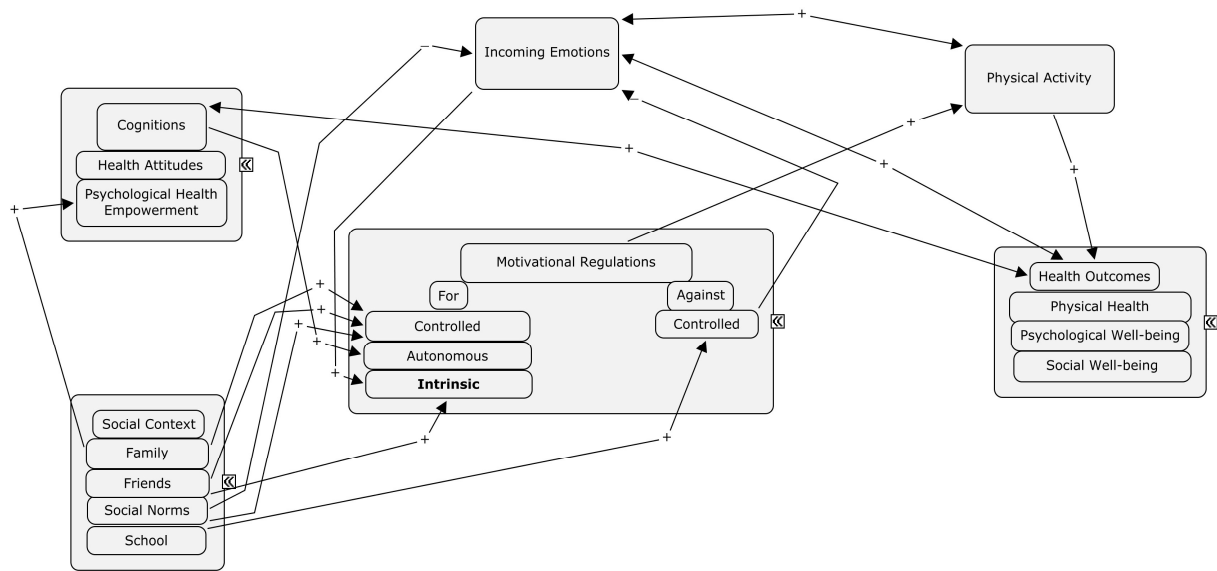 +
Incoming Emotions
–
Physical Activity
Cognitions
+
+
–
Health Attitudes
+
+
Psychological Health
Empowerment
+
Motivational Regulations
Health Outcomes
For
Against
+
Physical Health
+
Controlled
Controlled
+
Psychological Well-being
+
Autonomous
Social Well-being
+
Intrinsic
Social Context
+
+
Family
Friends
Social Norms
School